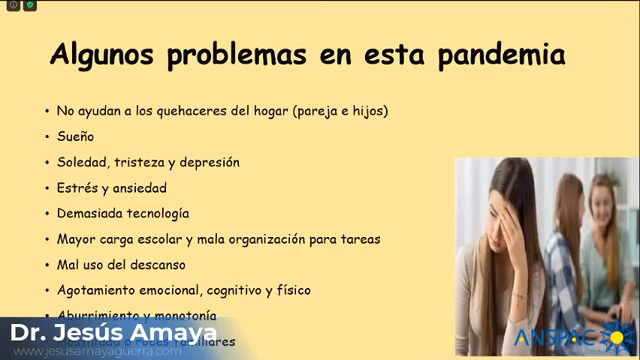 Algunos problemas en esta pandemia
• No ayudan a los quehaceres del hogar (pareja e hijos)
• Sueño
• Soledad, tristeza y depresión
• Estrés y ansiedad
• Demasiada tecnología
• Mayor carga escolar y mala organización para tareas
• Mal uso del descanso
• Agotamiento emocional, cognitivo y físico
• Aburrimiento y monotonía
o roces familiares
Dr. Jesús Amaya
www.jesusamayaguerra.com
ANSPAC